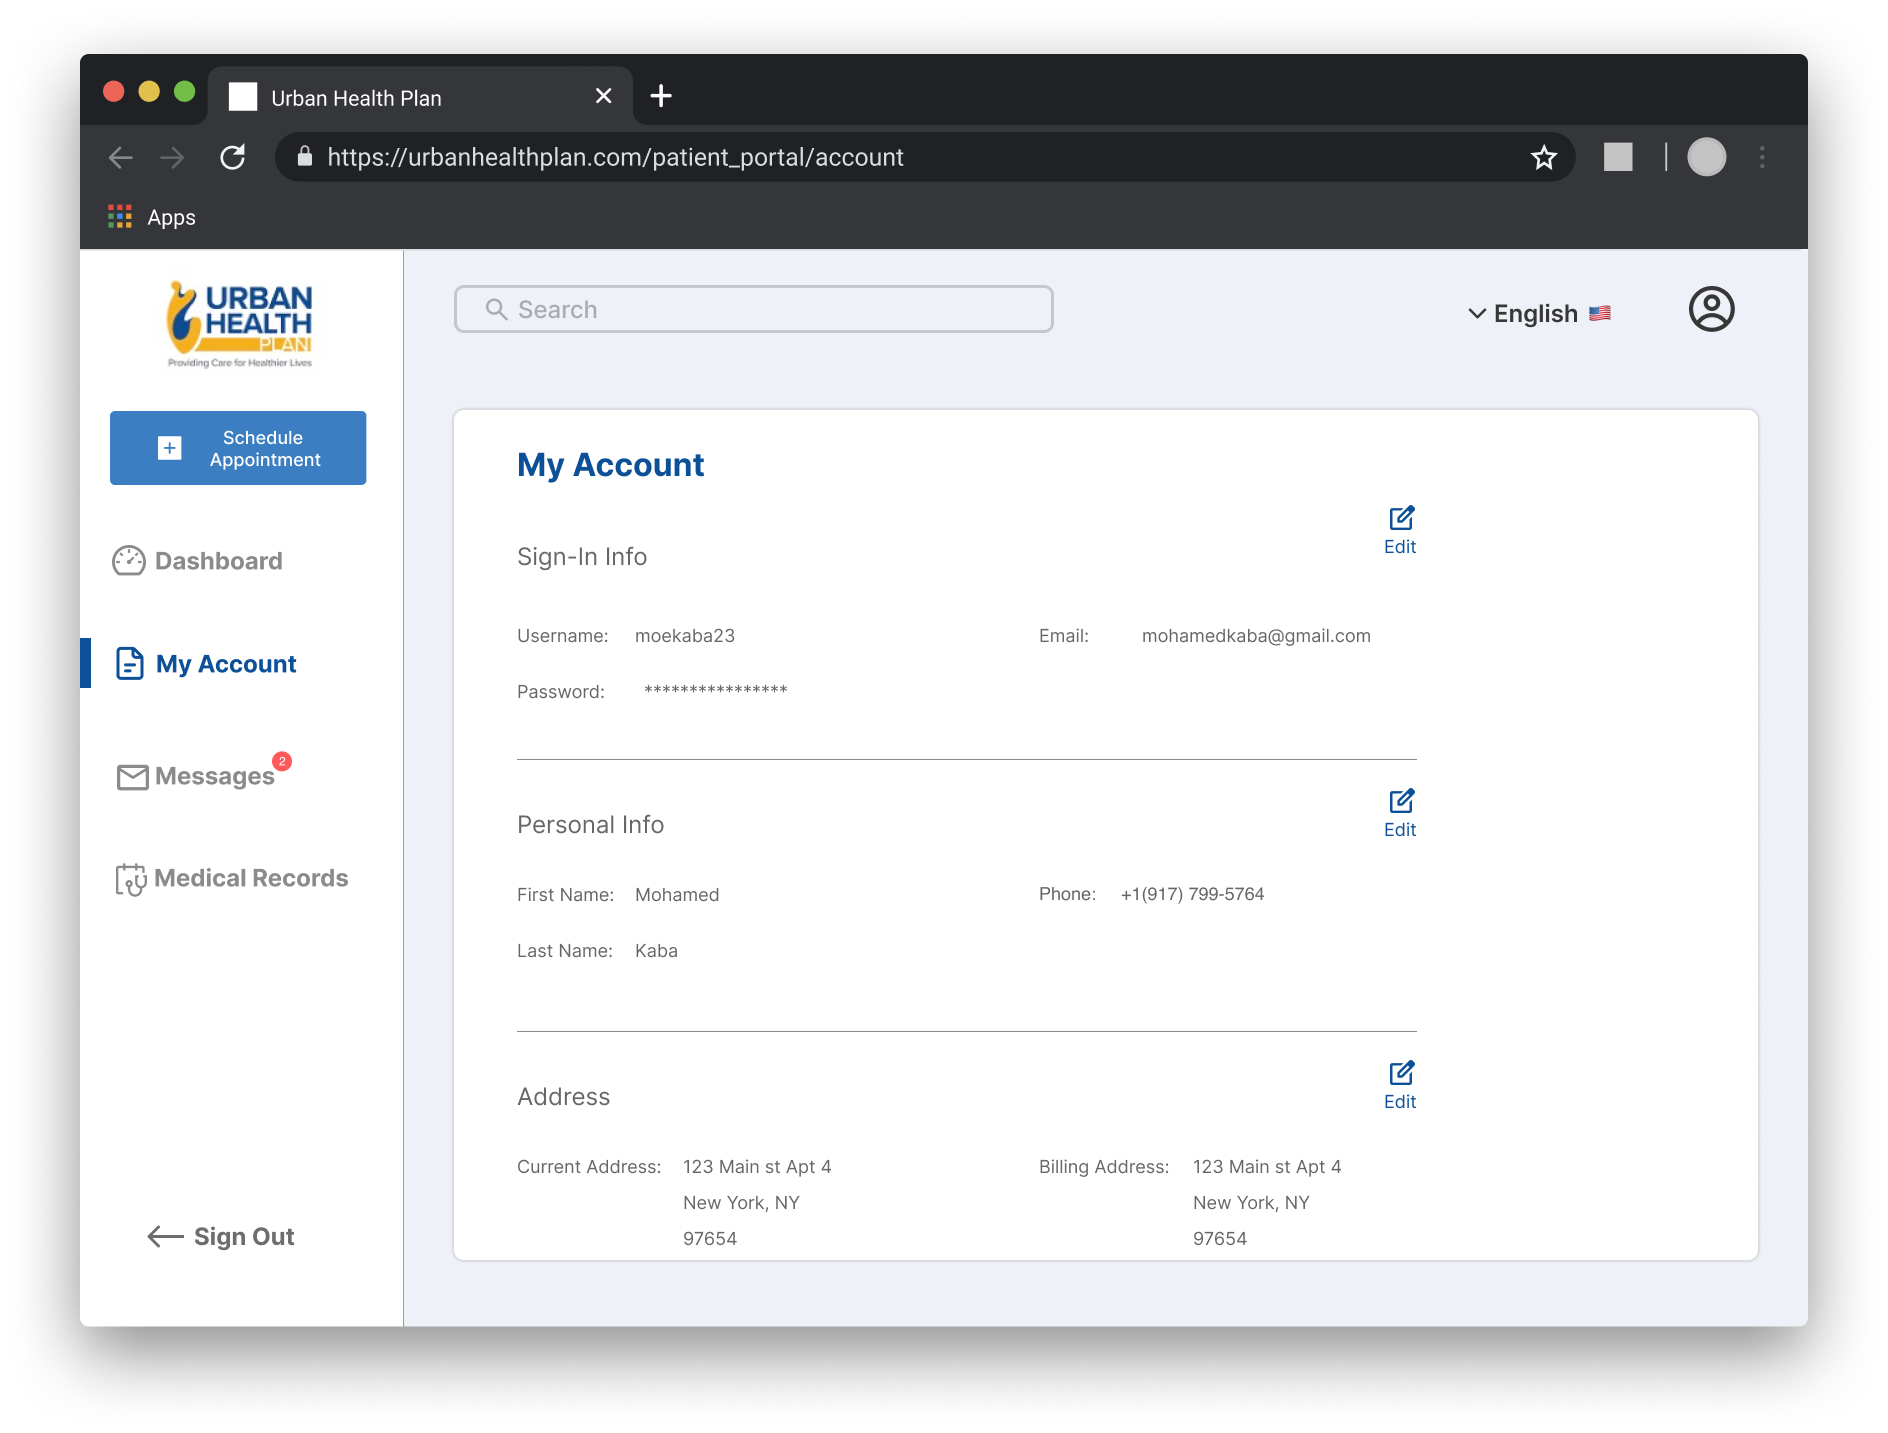 Urban Health Plan
https://urbanhealthplan.com/patient_portal/account
Apps
URBAN
HEALTH
PLAN
Providing Care for Healthier Lives
Schedule
Appointment
Dashboard
My Account
Messages 2
Medical Records
Sign Out
Search
English
My Account
Edit
Sign-In Info
Username: moekaba23 Email: mohamedkaba@gmail.com
Password: ****************
Edit
Personal Info
First Name: Mohamed Phone: +1(917) 799-5764
Last Name: Kaba
Edit
Address
Current Address: 123 Main st Apt 4 Billing Address: 123 Main st Apt 4
New York, NY New York, NY
97654 97654